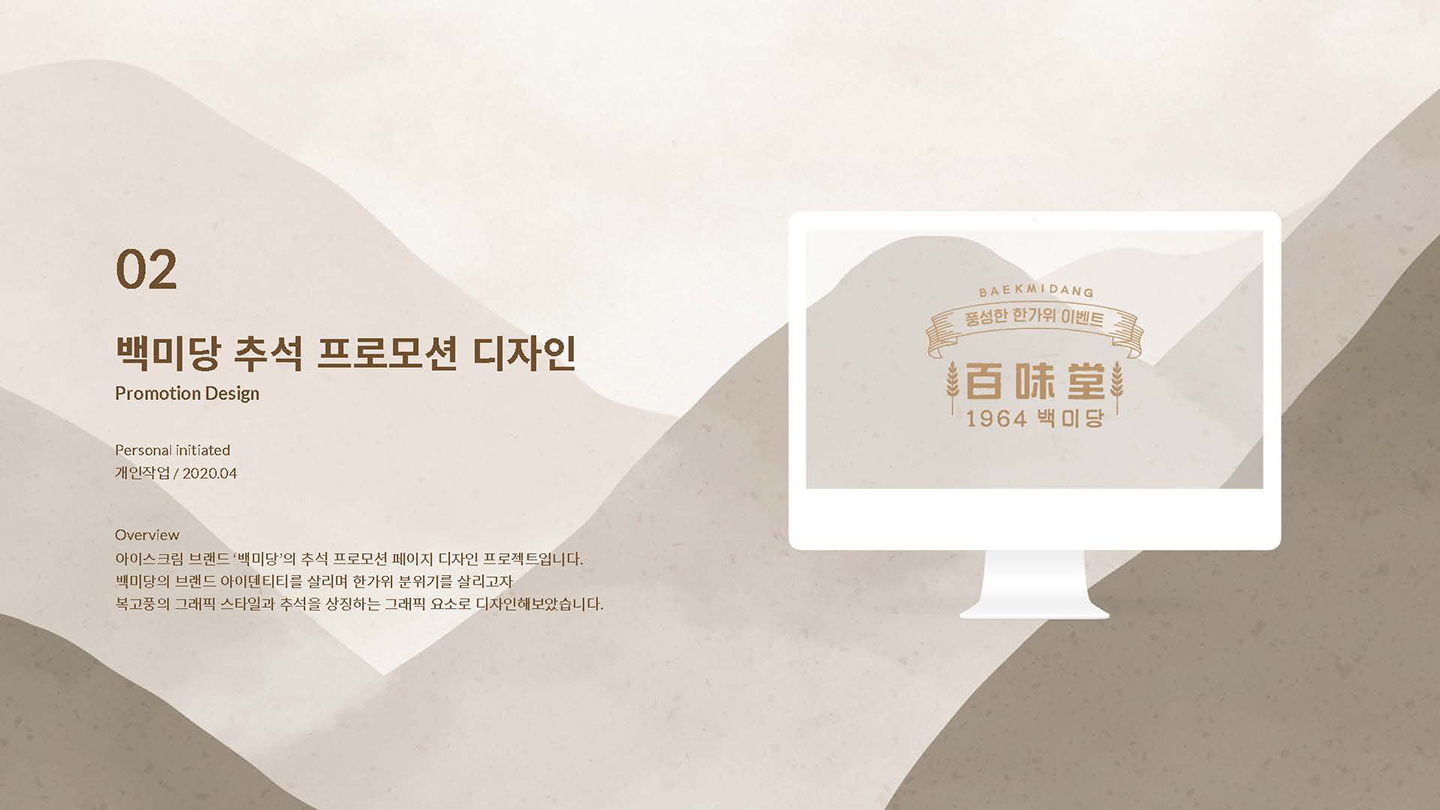 02
백미당 추석 프로모션 디자인
Promotion Design
Personal initiated
개인작업 / 2020.04
Overview
아이스크림 브랜드 ‘백미당’의 추석 프로모션 페이지 디자인 프로젝트입니다.
백미당의 브랜드 아이덴티티를 살리며 한가위 분위기를 살리고자
복고풍의 그래픽 스타일과 추석을 상징하는 그래픽 요소로 디자인해보았습니다.
BAEKMIDANG
풍성한 한가위 이벤트
百味堂
1964 백미당